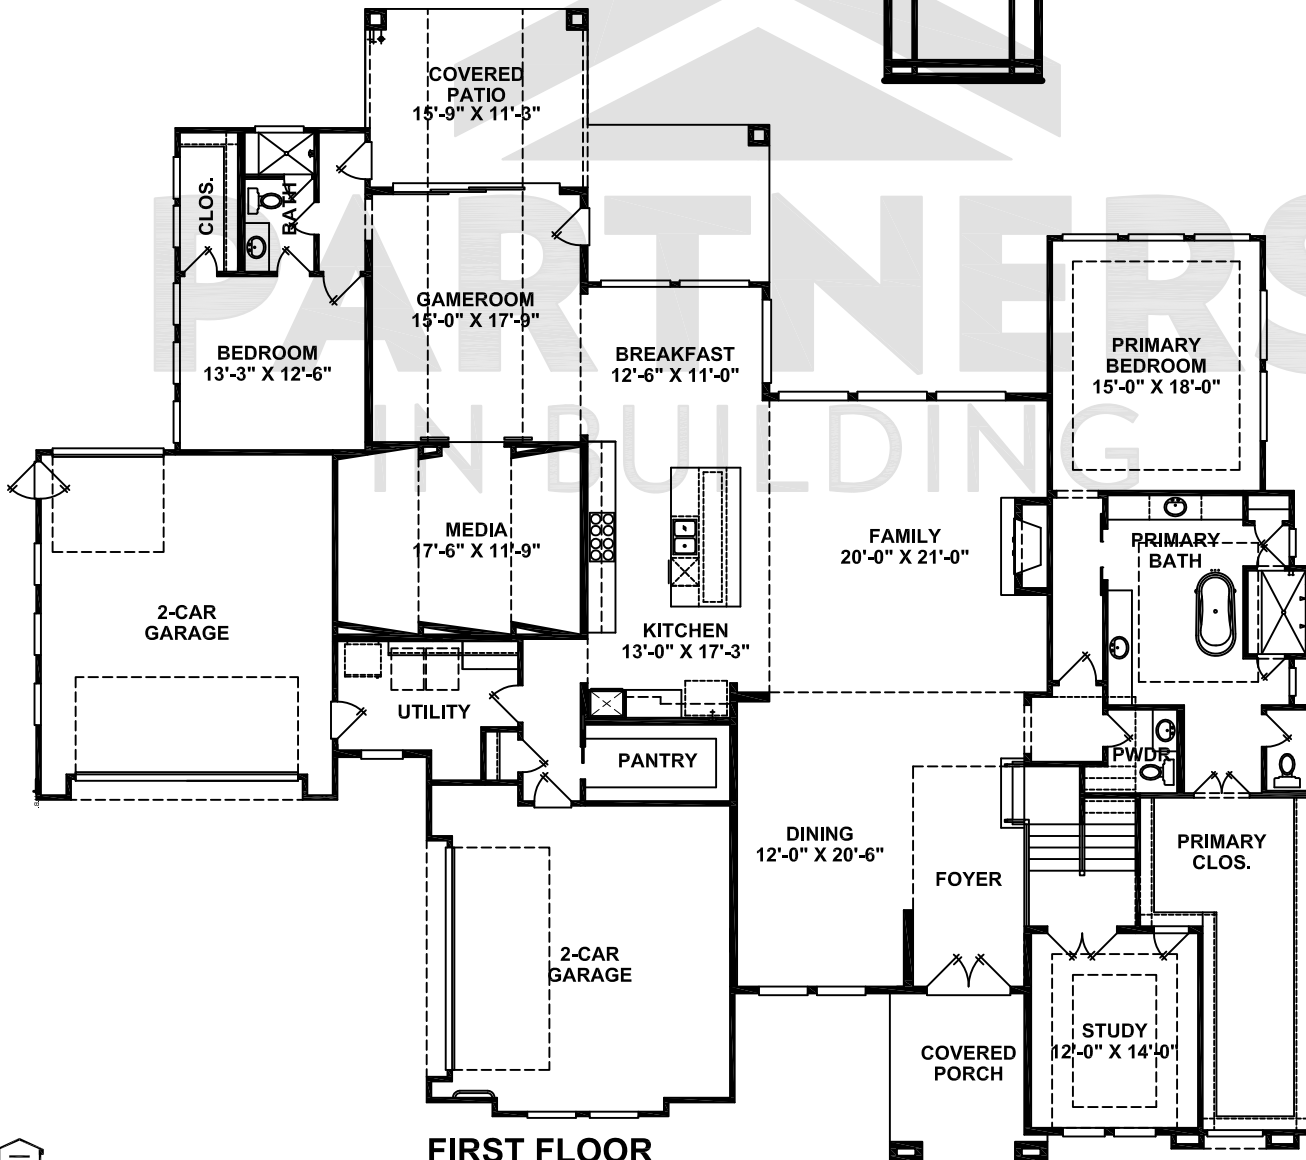 COVERED
PATIO
15'-9" X 11'-3"
CLOS.
BATH
PARTNERS
IN BUILDING
GAMEROOM
15'-0" X 17'-9"
BEDROOM
13'-3" X 12'-6"
BREAKFAST
12'-6" X 11'-0"
PRIMARY
BEDROOM
15'-0" X 18'-0"
MEDIA
17'-6" X 11'-9"
FAMILY
20'-0" X 21'-0"
PRIMARY
BATH
2-CAR
GARAGE
KITCHEN
13'-0" X 17'-3"
UTILITY
PANTRY
PWDR
DINING
12'-0" X 20'-6"
FOYER
PRIMARY
CLOS.
2-CAR
GARAGE
STUDY
12'-0" X 14'-0"
COVERED
PORCH
FIRST FLOOR